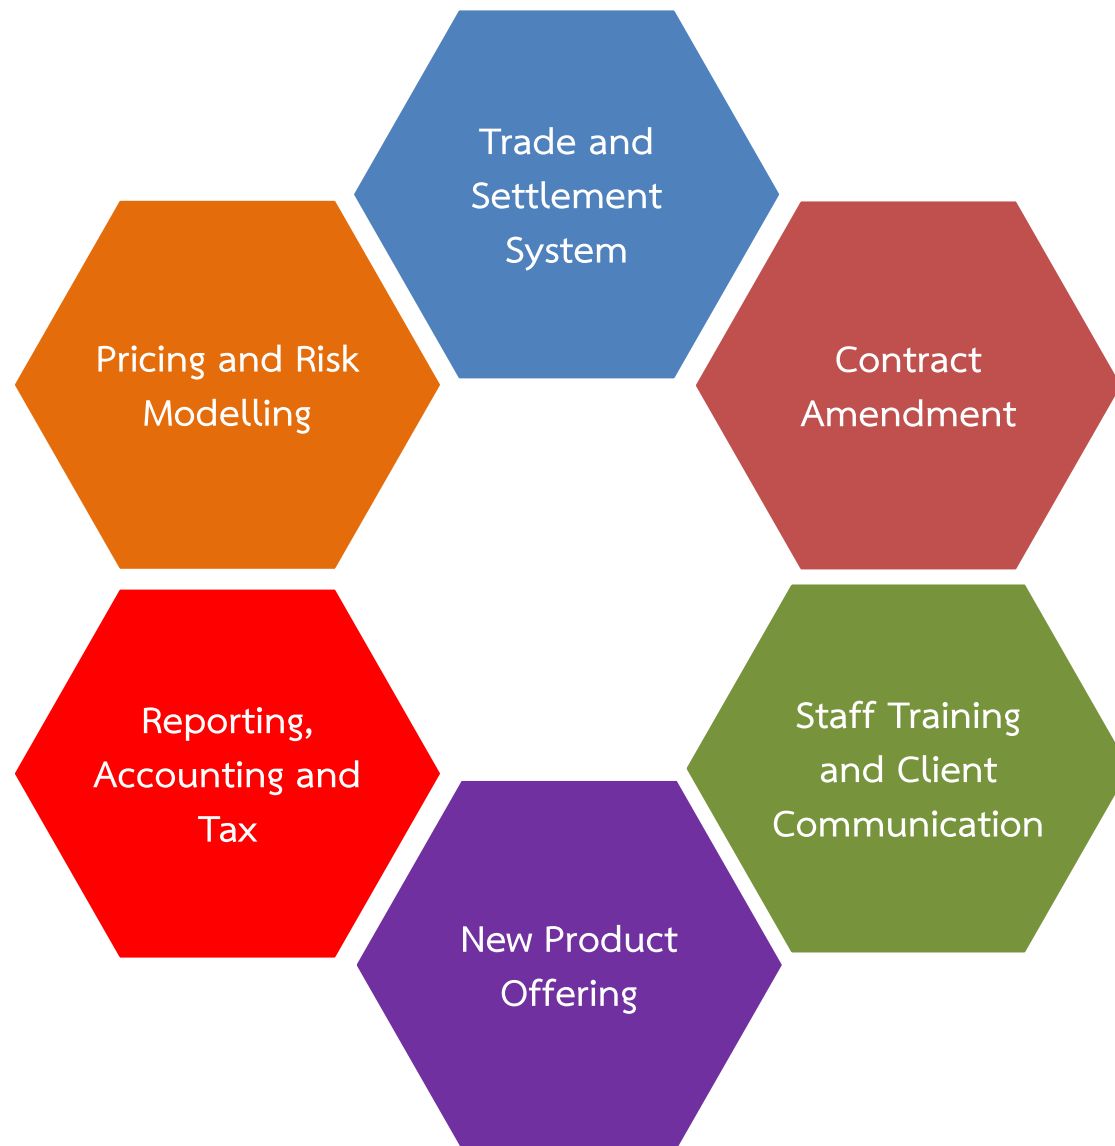 Trade and
Settlement
System
Contract
Amendment
Staff Training
and Client
Communication
New Product
Offering
Reporting,
Accounting and
Tax
Pricing and Risk
Modelling